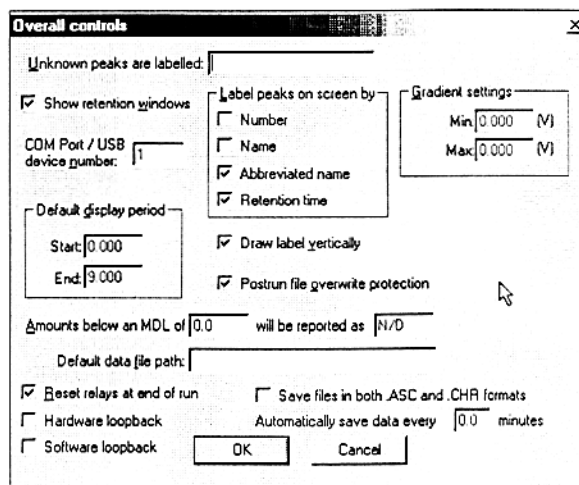 Overall controls
Unknown peaks are labelled:
Show retention windows
COM Port / USB
device number: 1
Label peaks on screen by
Number
Name
Abbreviated name
Retention time
Gradient settings
Min: 0.000 (V)
Max: 0.000 (V)
Default display period
Start: 0.000
End: 9.000
Draw label vertically
Postrun file overwrite protection
Amounts below an MDL of 0.0 will be reported as N/D
Default data file path:
Reset relays at end of run
Save files in both .ASC and .CHR formats
Hardware loopback
Automatically save data every 0.0 minutes
Software loopback
OK
Cancel